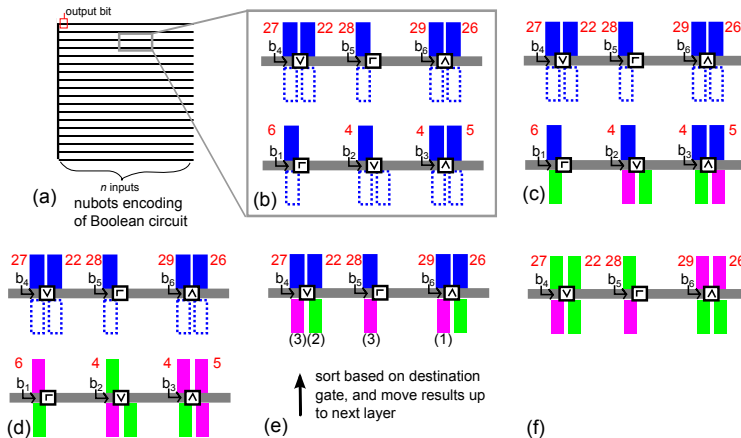 output bit
n inputs
(a)
nubots encoding
of Boolean circuit
27 22 28 29 26
b4 ∨ b5 ⌐ b6 ∧
6 4 4 5
b1 ⌐ b2 ∨ b3 ∧
(b)
27 22 28 29 26
b4 ∨ b5 ⌐ b6 ∧
6 4 4 5
b1 ⌐ b2 ∨ b3 ∧
(c)
27 22 28 29 26
b4 ∨ b5 ⌐ b6 ∧
6 4 4 5
b1 ⌐ b2 ∨ b3 ∧
(d)
27 22 28 29 26
b4 ∨ b5 ⌐ b6 ∧
(3)(2) (3) (1)
sort based on destination
gate, and move results up
to next layer
(e)
27 22 28 29 26
b4 ∨ b5 ⌐ b6 ∧
(f)